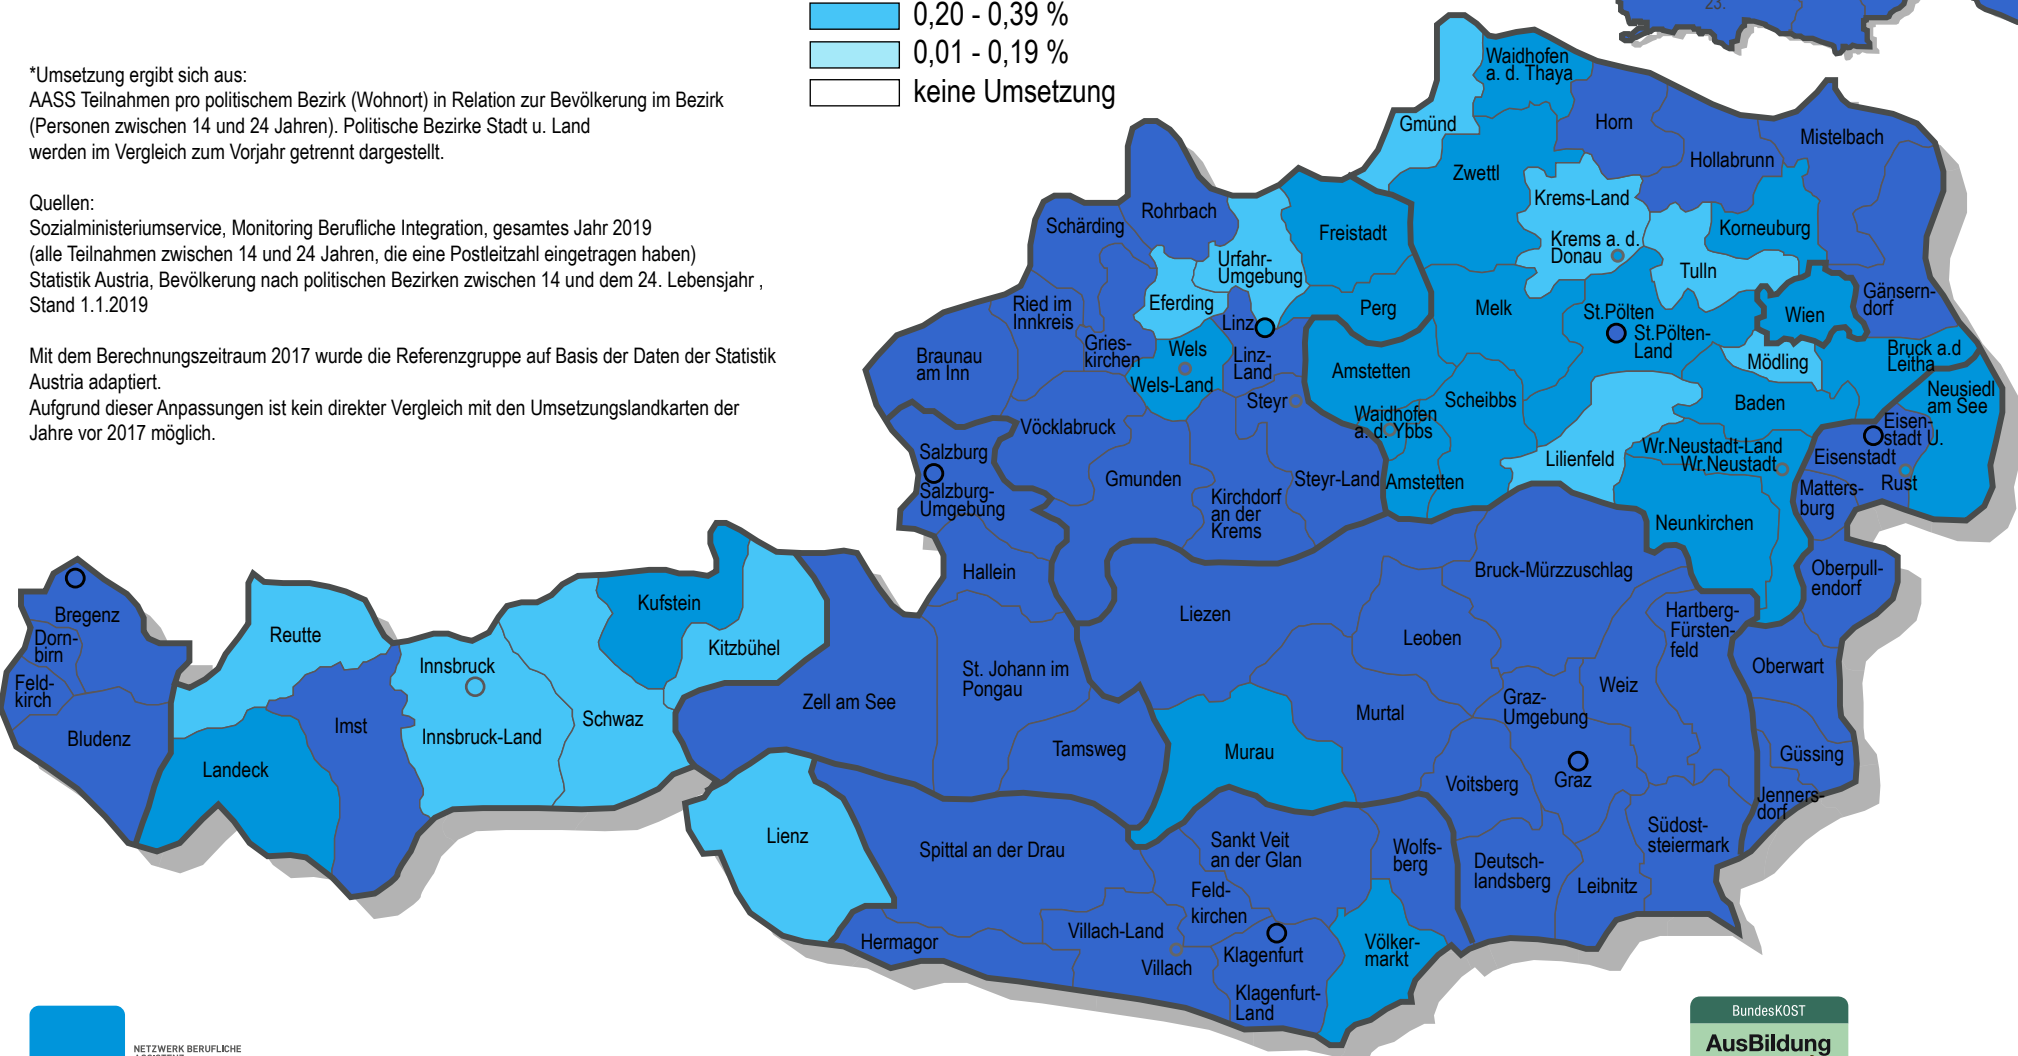 0,20 - 0,39 %
0,01 - 0,19 %
keine Umsetzung
23.
*Umsetzung ergibt sich aus:
AASS Teilnahmen pro politischem Bezirk (Wohnort) in Relation zur Bevölkerung im Bezirk
(Personen zwischen 14 und 24 Jahren). Politische Bezirke Stadt u. Land
werden im Vergleich zum Vorjahr getrennt dargestellt.
Quellen:
Sozialministeriumservice, Monitoring Berufliche Integration, gesamtes Jahr 2019
(alle Teilnahmen zwischen 14 und 24 Jahren, die eine Postleitzahl eingetragen haben)
Statistik Austria, Bevölkerung nach politischen Bezirken zwischen 14 und dem 24. Lebensjahr ,
Stand 1.1.2019
Mit dem Berechnungszeitraum 2017 wurde die Referenzgruppe auf Basis der Daten der Statistik
Austria adaptiert.
Aufgrund dieser Anpassungen ist kein direkter Vergleich mit den Umsetzungslandkarten der
Jahre vor 2017 möglich.
Waidhofen
a. d. Thaya
Gmünd
Horn
Mistelbach
Hollabrunn
Zwettl
Krems-Land
Krems a. d.
Donau
Korneuburg
Tulln
Gänsern-
dorf
Wien
Rohrbach
Schärding
Freistadt
Urfahr-
Umgebung
Eferding
Perg
Melk
St.Pölten
St.Pölten-
Land
Mödling
Bruck a.d
Leitha
Neusiedl
am See
Ried im
Innkreis
Gries-
kirchen
Linz
Linz-
Land
Wels
Wels-Land
Braunau
am Inn
Amstetten
Scheibbs
Baden
Steyr
Waidhofen
a. d. Ybbs
Eisen-
stadt U.
Eisenstadt
Rust
Vöcklabruck
Salzburg
Salzburg-
Umgebung
Gmunden
Kirchdorf
an der
Krems
Steyr-Land
Amstetten
Lilienfeld
Wr.Neustadt-Land
Wr.Neustadt
Matters-
burg
Neunkirchen
Hallein
Liezen
Bruck-Mürzzuschlag
Oberpull-
endorf
Hartberg-
Fürsten-
feld
Leoben
Oberwart
Bregenz
Dorn-
birn
Feld-
kirch
Bludenz
Reutte
Innsbruck
Innsbruck-Land
Imst
Landeck
Schwaz
Kufstein
Kitzbühel
Zell am See
St. Johann im
Pongau
Tamsweg
Murau
Murtal
Graz-
Umgebung
Weiz
Graz
Voitsberg
Güssing
Jenners-
dorf
Südost-
steiermark
Lienz
Spittal an der Drau
Sankt Veit
an der Glan
Wolfs-
berg
Deutsch-
landsberg
Leibnitz
Feld-
kirchen
Hermagor
Villach-Land
Villach
Klagenfurt
Klagenfurt-
Land
Völker-
markt
NETZWERK BERUFLICHE
BundesKOST
AusBildung